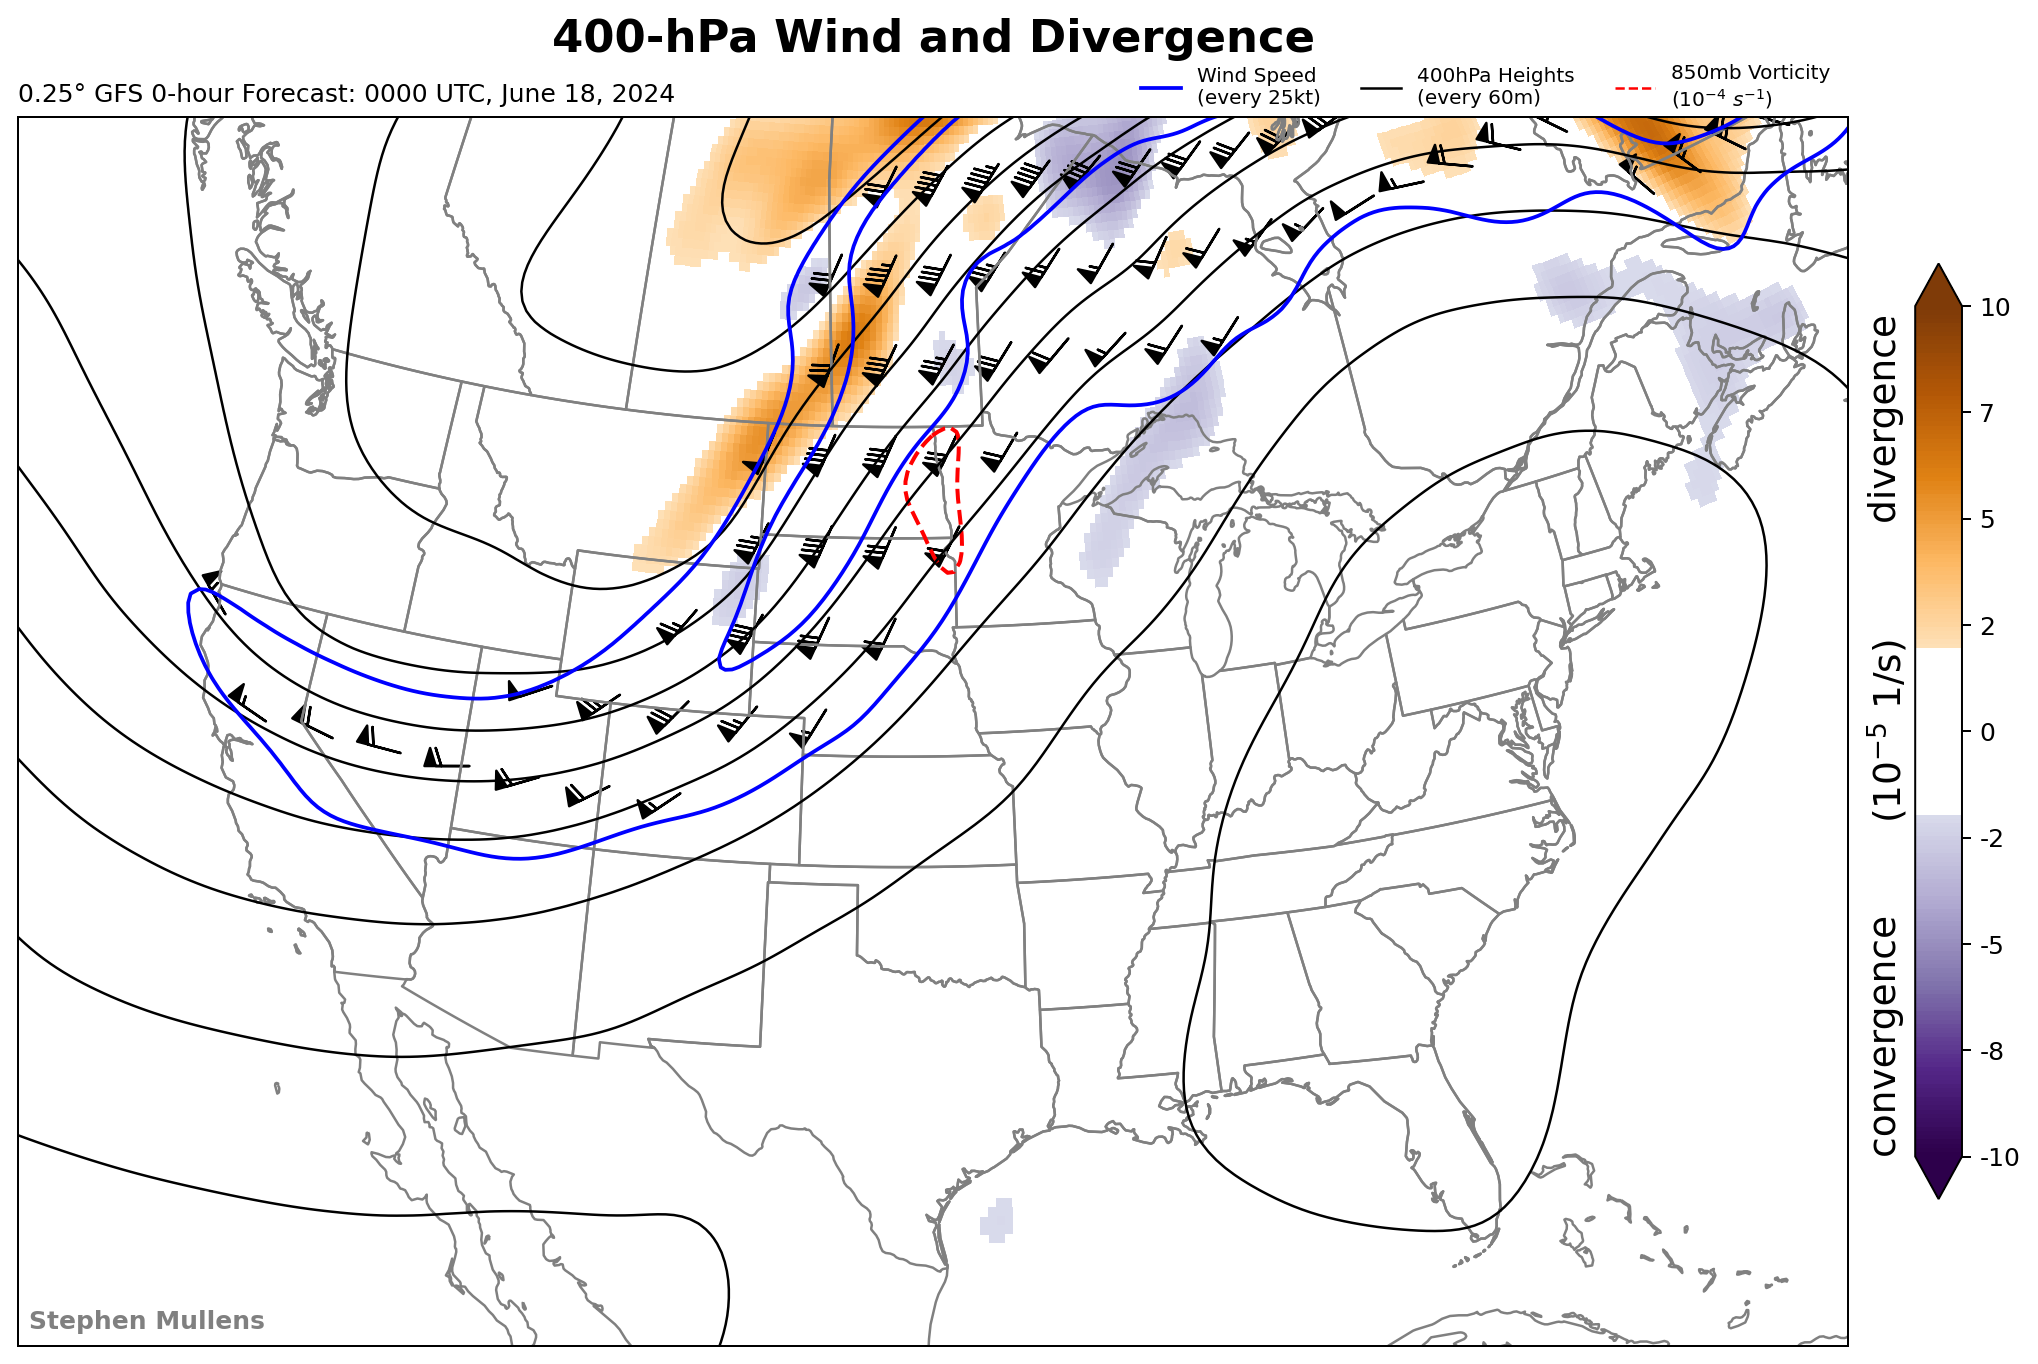 400-hPa Wind and Divergence
0.25° GFS 0-hour Forecast: 0000 UTC, June 18, 2024
Wind Speed
(every 25kt)
400hPa Heights
(every 60m)
850mb Vorticity
(10⁻⁴ s⁻¹)
10
7
5
2
0
-2
-5
-8
-10
divergence
(10⁻⁵ 1/s)
convergence
Stephen Mullens